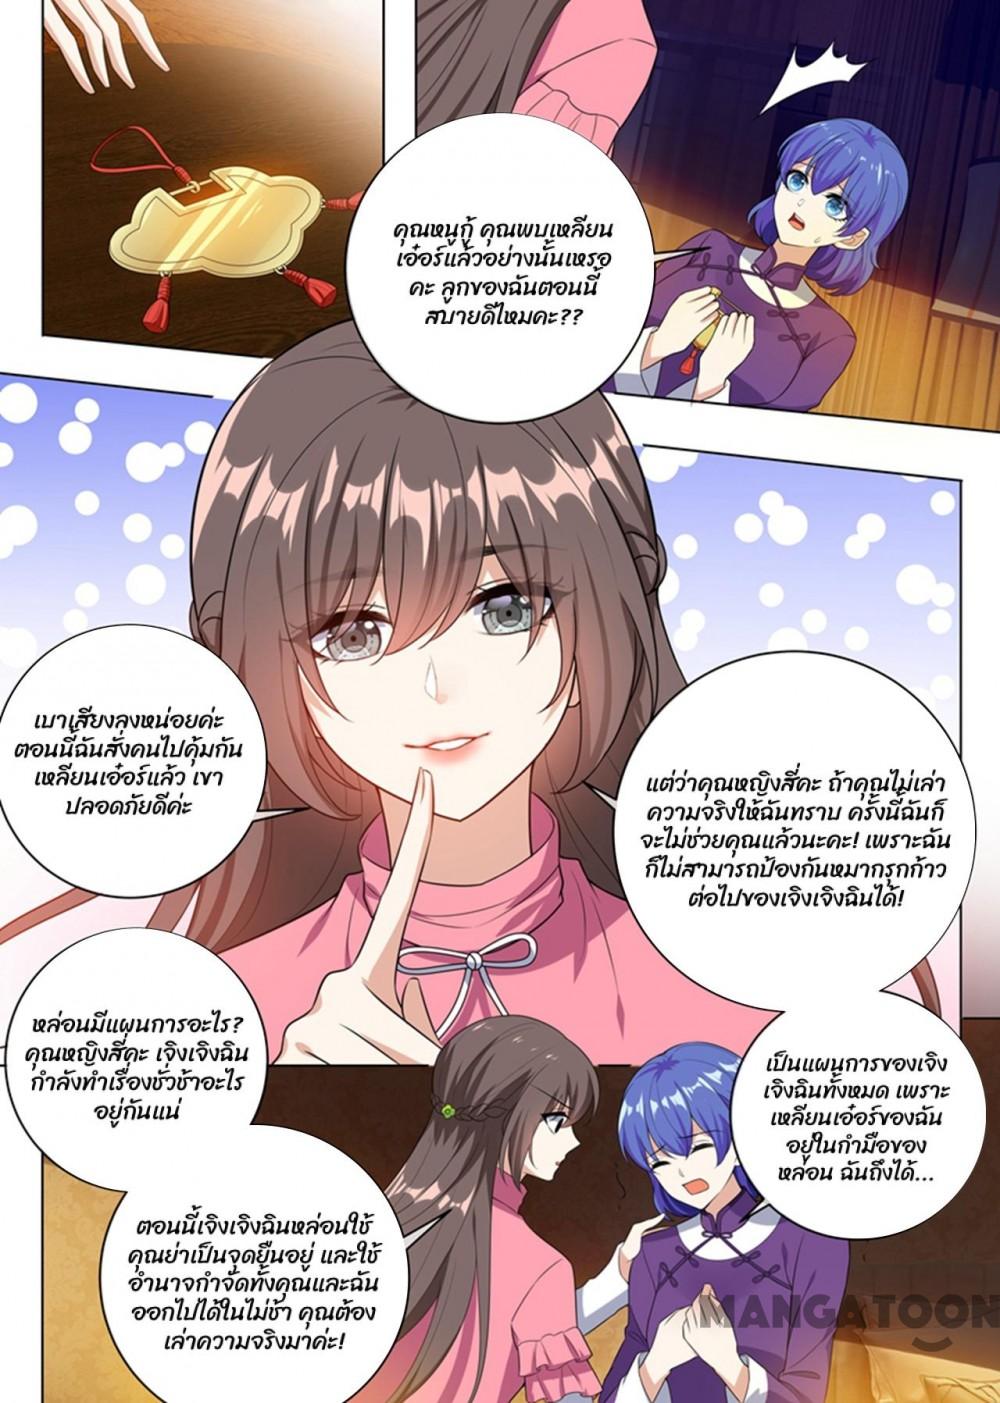 คุณหนูกู้ คุณพบเหลียน
เอ๋อร์แล้วอย่างนั้นเหรอ
คะ ลูกของฉันตอนนี้
สบายดีไหมคะ??
เบาเสียงลงหน่อยค่ะ
ตอนนี้ฉันสั่งคนไปคุ้มกัน
เหลียนเอ๋อร์แล้ว เขา
ปลอดภัยดีค่ะ
แต่ว่าคุณหญิงสี่คะ ถ้าคุณไม่เล่า
ความจริงให้ฉันทราบ ครั้งนี้ฉันก็
จะไม่ช่วยคุณแล้วนะคะ! เพราะฉัน
ก็ไม่สามารถป้องกันหมากรุกก้าว
ต่อไปของเจิงเจิงฉินได้!
หล่อนมีแผนการอะไร?
คุณหญิงสี่คะ เจิงเจิงฉิน
กำลังทำเรื่องชั่วช้าอะไร
อยู่กันแน่
เป็นแผนการของเจิง
เจิงฉินทั้งหมด เพราะ
เหลียนเอ๋อร์ของฉัน
อยู่ในกำมือของ
หล่อน ฉันถึงได้...
ตอนนี้เจิงเจิงฉินหล่อนใช้
คุณย่าเป็นจุดยืนอยู่ และใช้
อำนาจกำจัดทั้งคุณและฉัน
ออกไปได้ในไม่ช้า คุณต้อง
เล่าความจริงมาค่ะ!
MANGATOON